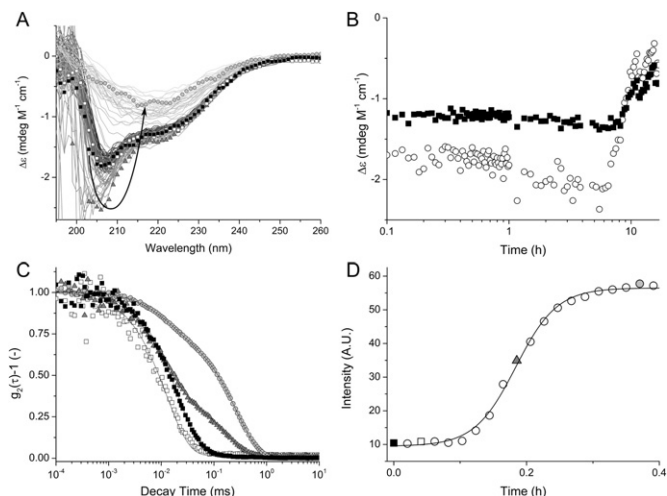 A
Δε (mdeg M⁻¹ cm⁻¹)
0
-1
-2
200 210 220 230 240 250 260
Wavelength (nm)
B
Δε (mdeg M⁻¹ cm⁻¹)
0
-1
-2
0.1 1 10
Time (h)
C
g₂(τ)-1 (-)
1.00
0.75
0.50
0.25
0.00
10⁻⁴ 10⁻³ 10⁻² 10⁻¹ 10⁰ 10¹
Decay Time (ms)
D
Intensity (A.U.)
60
50
40
30
20
10
0
0.0 0.2 0.4
Time (h)